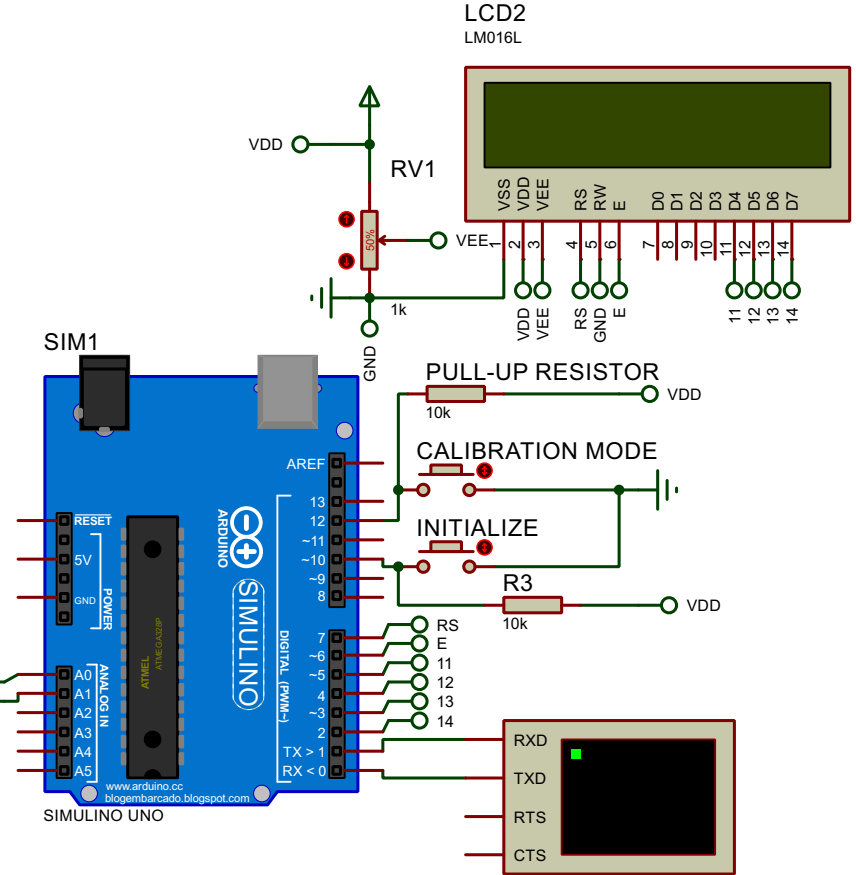 LCD2
LM016L
VDD
RV1
VSS
VDD
VEE
RS
RW
E
D0
D1
D2
D3
D4
D5
D6
D7
50%
VEE
1
2
3
4
5
6
7
8
9
10
11
12
13
14
1k
GND
VDD
VEE
RS
GND
E
11
12
13
14
SIM1
PULL-UP RESISTOR
VDD
10k
CALIBRATION MODE
INITIALIZE
R3
VDD
10k
AREF
13
12
~11
~10
~9
8
RESET
5V
GND
POWER
ARDUINO
SIMULINO
ATMEL
ATMEGA328P
DIGITAL (PWM~)
7
~6
~5
4
~3
2
TX > 1
RX < 0
RS
E
11
12
13
14
ANALOG IN
A0
A1
A2
A3
A4
A5
www.arduino.cc
blogembarcado.blogspot.com
SIMULINO UNO
RXD
TXD
RTS
CTS